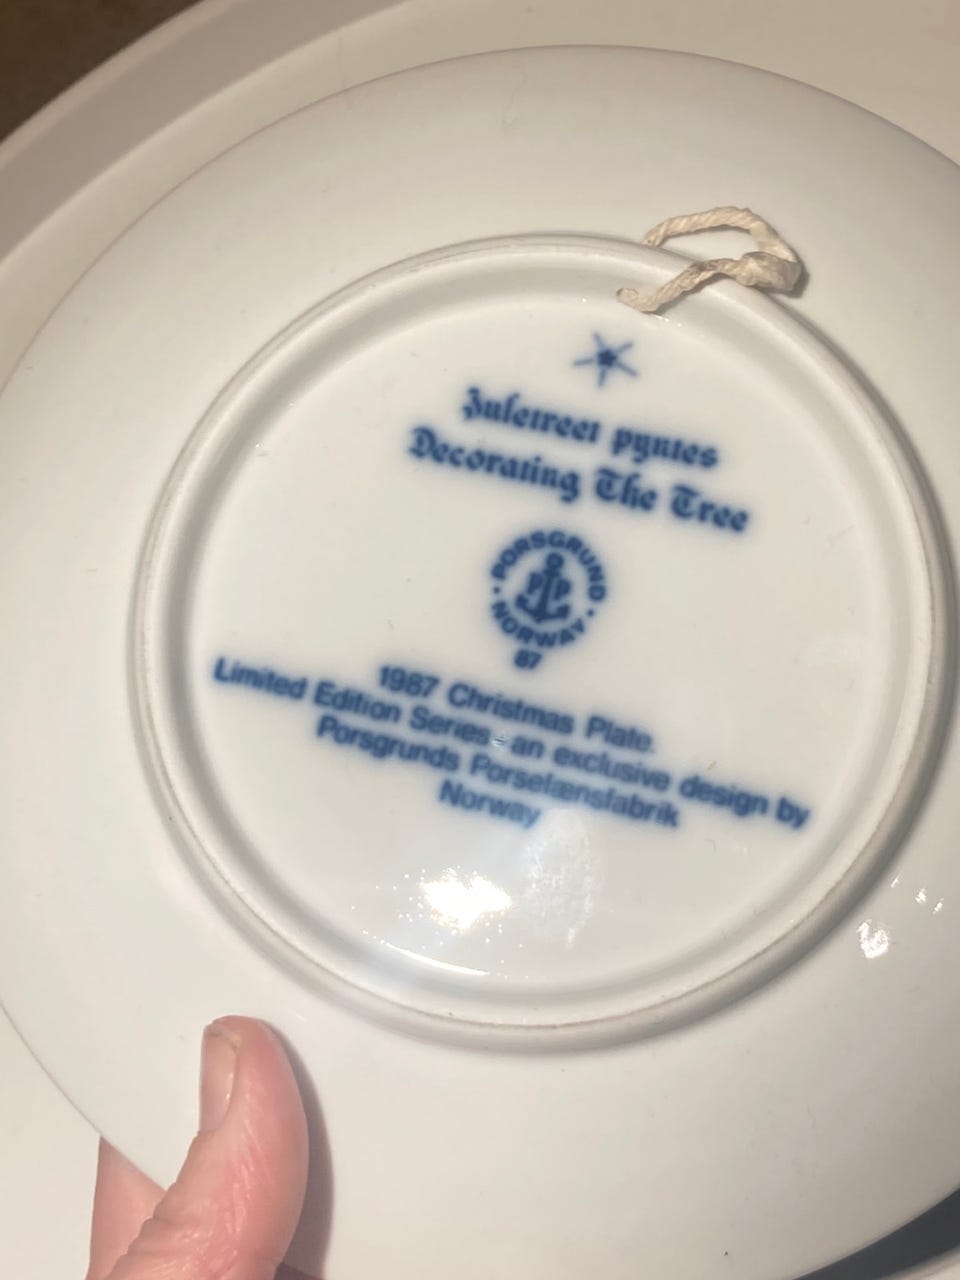 Juletreet pyntes
Decorating The Tree
PORSGRUND
PP
NORWAY
87
1987 Christmas Plate.
Limited Edition Series - an exclusive design by
Porsgrunds Porselænsfabrik
Norway